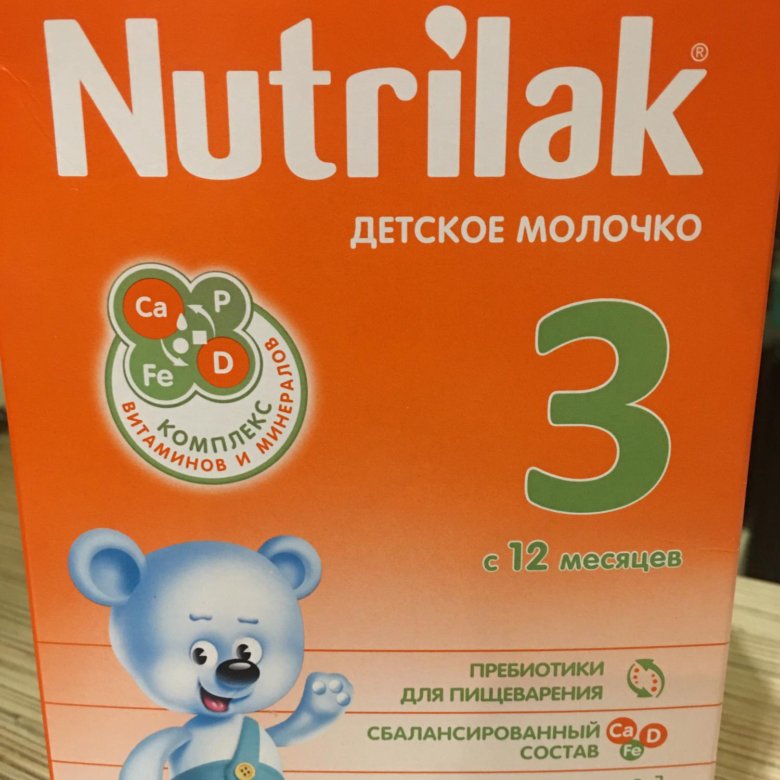 Nutrilak®
ДЕТСКОЕ МОЛОЧКО
Ca P
Fe D
КОМПЛЕКС
ВИТАМИНОВ И МИНЕРАЛОВ
3
с 12 месяцев
ПРЕБИОТИКИ
ДЛЯ ПИЩЕВАРЕНИЯ
СБАЛАНСИРОВАННЫЙ
СОСТАВ
Ca D
Fe